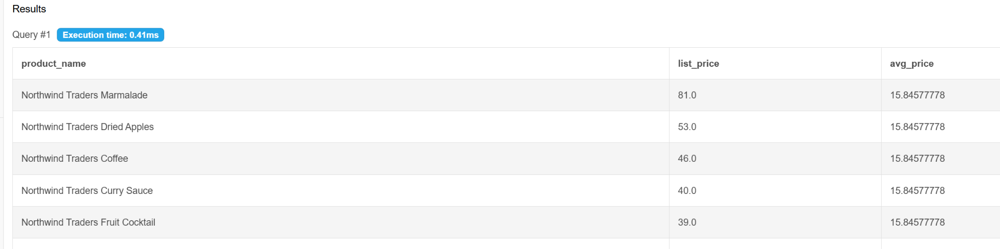 Results
Query #1 Execution time: 0.41ms
product_name list_price avg_price
Northwind Traders Marmalade 81.0 15.84577778
Northwind Traders Dried Apples 53.0 15.84577778
Northwind Traders Coffee 46.0 15.84577778
Northwind Traders Curry Sauce 40.0 15.84577778
Northwind Traders Fruit Cocktail 39.0 15.84577778